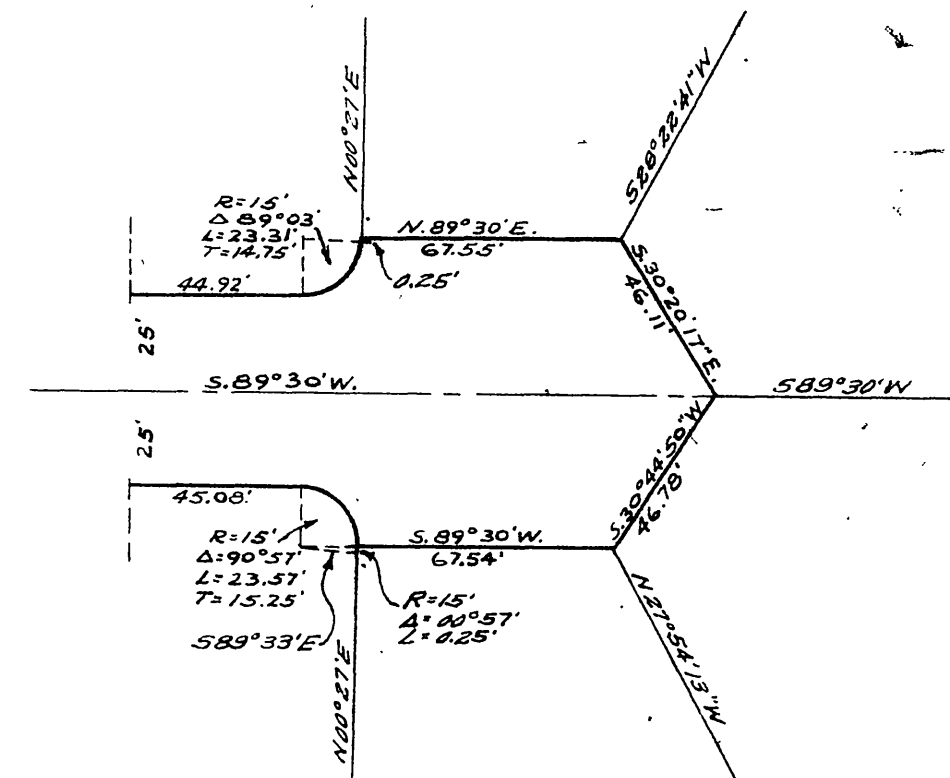 N00°27'E
S28°22'41"W
R=15'
Δ 89°03'
L=23.31'
T=14.75'
N.89°30'E.
67.55'
0.25'
44.92'
S.30°20'17"E.
46.11'
25'
S.89°30'W.
S89°30'W
25'
45.08'
S.30°44'50"W
46.78'
R=15'
Δ=90°57'
L=23.57'
T=15.25'
S.89°30'W.
67.54'
R=15'
Δ=00°57'
L=0.25'
S89°33'E
N00°27'E
N27°54'13"W